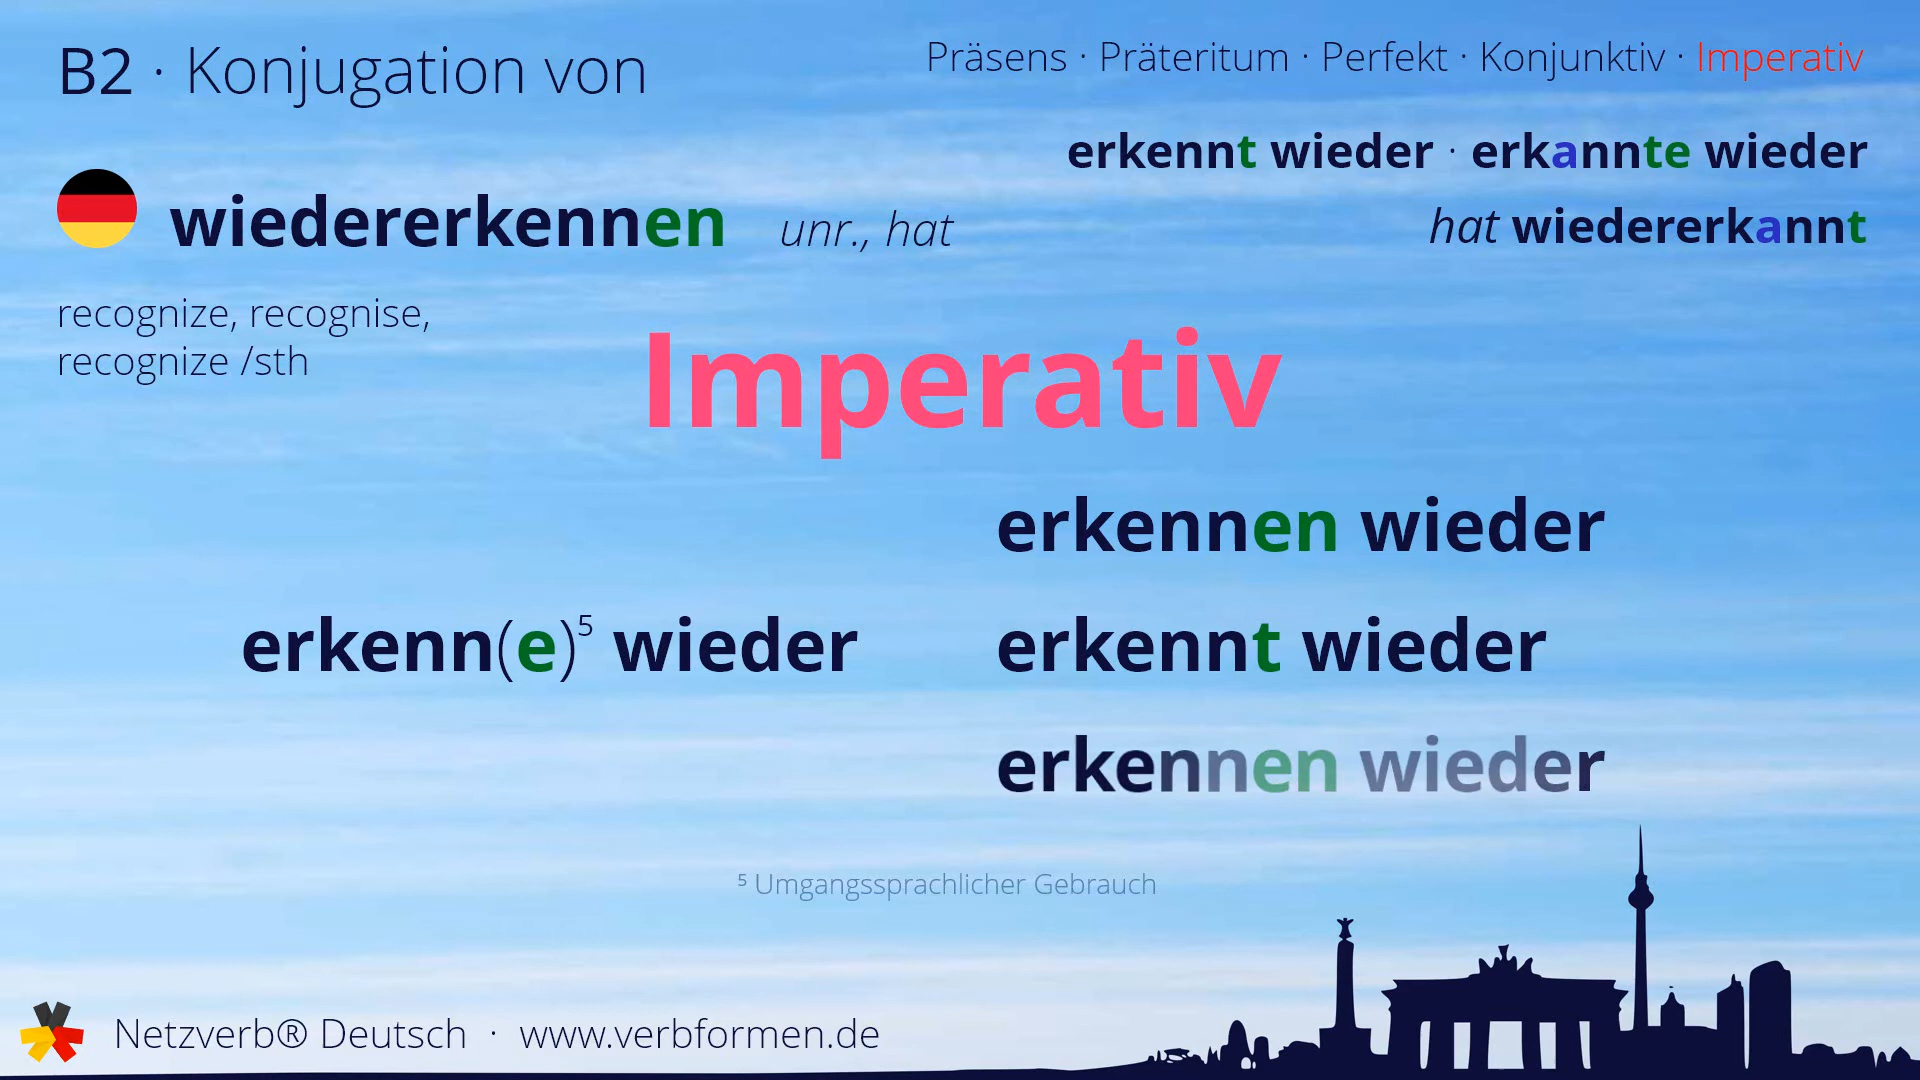 B2 · Konjugation von
Präsens · Präteritum · Perfekt · Konjunktiv · Imperativ
erkennt wieder · erkannte wieder
wiedererkennen unr., hat
hat wiedererkannt
recognize, recognise,
recognize /sth
Imperativ
erkennen wieder
erkenn(e)⁵ wieder
erkennt wieder
erkennen wieder
⁵ Umgangssprachlicher Gebrauch
Netzverb® Deutsch · www.verbformen.de